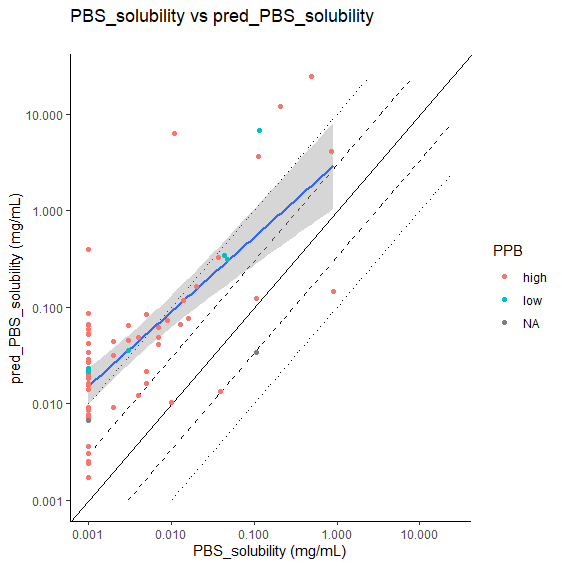 PBS_solubility vs pred_PBS_solubility
pred_PBS_solubility (mg/mL)
10.000
1.000
0.100
0.010
0.001
0.001 0.010 0.100 1.000 10.000
PBS_solubility (mg/mL)
PPB
high
low
NA